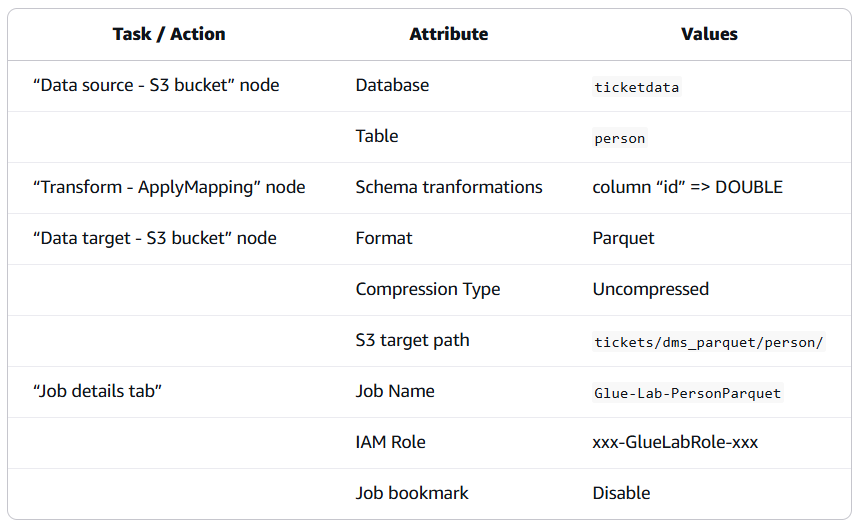 Task / Action Attribute Values
“Data source - S3 bucket” node Database ticketdata
Table person
“Transform - ApplyMapping” node Schema tranformations column “id” => DOUBLE
“Data target - S3 bucket” node Format Parquet
Compression Type Uncompressed
S3 target path tickets/dms_parquet/person/
“Job details tab” Job Name Glue-Lab-PersonParquet
IAM Role xxx-GlueLabRole-xxx
Job bookmark Disable